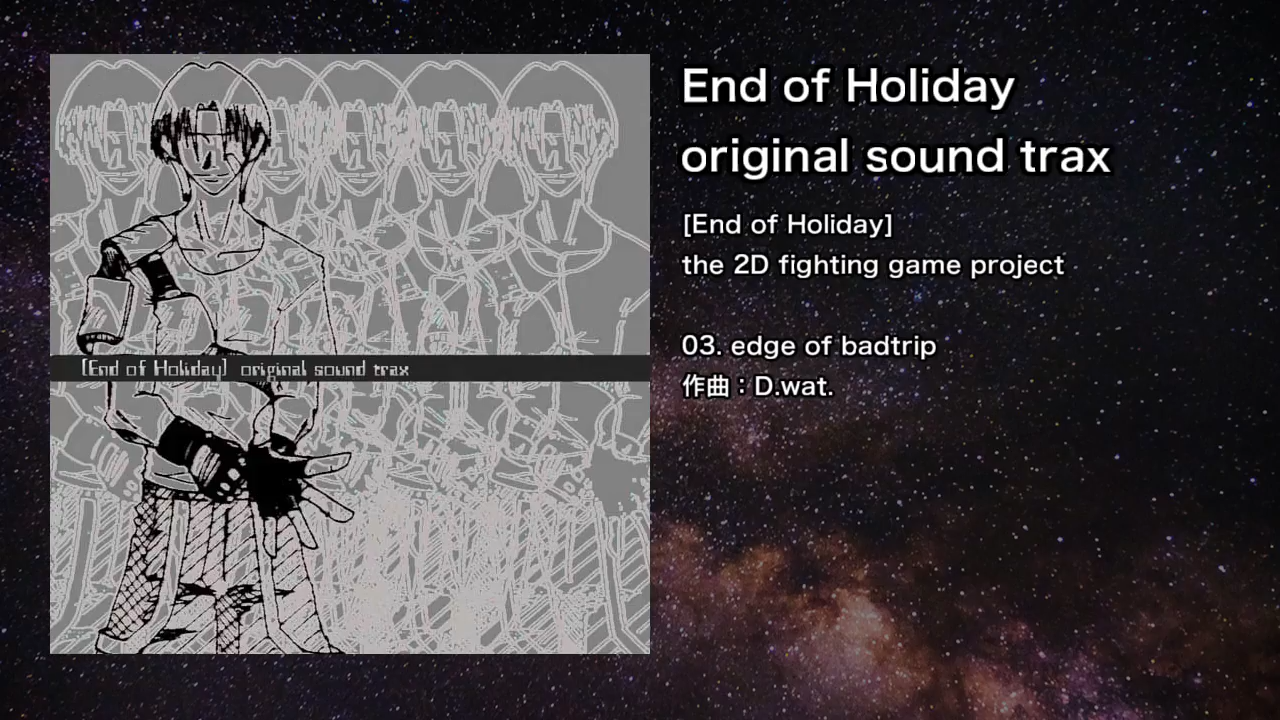 End of Holiday
original sound trax
[End of Holiday]
the 2D fighting game project
03. edge of badtrip
作曲：D.wat.
[End of Holiday] original sound trax